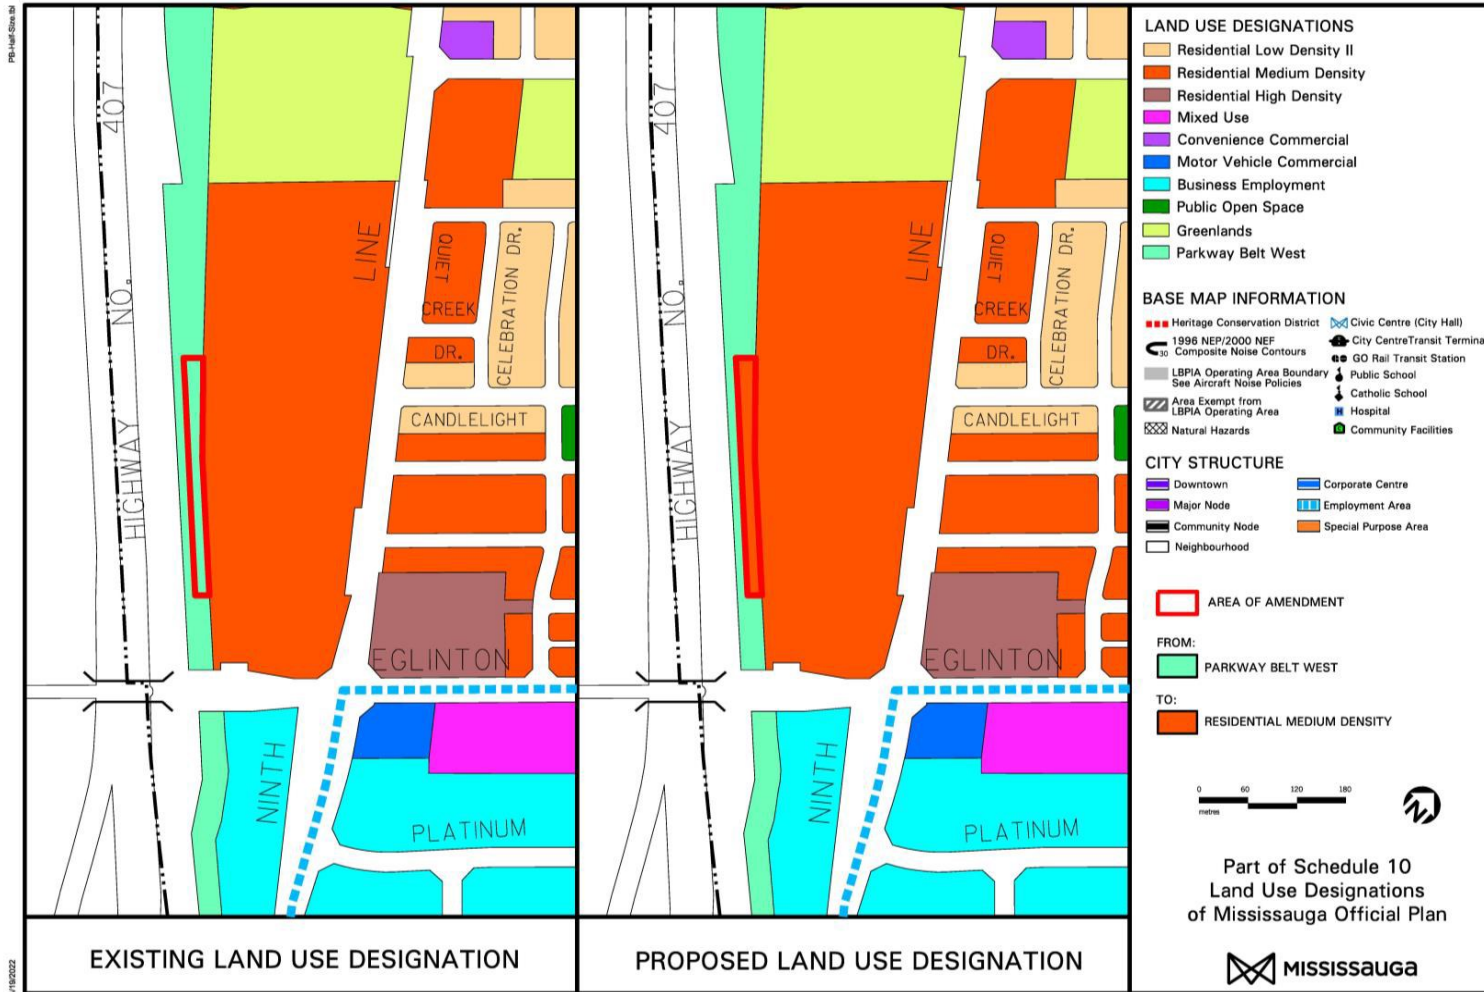 PB-Half-Size.tbl
407
NO.
HIGHWAY
LINE
QUIET
CREEK
DR.
CELEBRATION DR.
CANDLELIGHT
EGLINTON
NINTH
PLATINUM
EXISTING LAND USE DESIGNATION
407
NO.
HIGHWAY
LINE
QUIET
CREEK
DR.
CELEBRATION DR.
CANDLELIGHT
EGLINTON
NINTH
PLATINUM
PROPOSED LAND USE DESIGNATION
LAND USE DESIGNATIONS
Residential Low Density II
Residential Medium Density
Residential High Density
Mixed Use
Convenience Commercial
Motor Vehicle Commercial
Business Employment
Public Open Space
Greenlands
Parkway Belt West
BASE MAP INFORMATION
Heritage Conservation District
1996 NEP/2000 NEF
Composite Noise Contours
30
LBPIA Operating Area Boundary
See Aircraft Noise Policies
Area Exempt from
LBPIA Operating Area
Natural Hazards
Civic Centre (City Hall)
City CentreTransit Termina
GO Rail Transit Station
Public School
Catholic School
H Hospital
Community Facilities
CITY STRUCTURE
Downtown
Major Node
Community Node
Neighbourhood
Corporate Centre
Employment Area
Special Purpose Area
AREA OF AMENDMENT
FROM:
PARKWAY BELT WEST
TO:
RESIDENTIAL MEDIUM DENSITY
0 60 120 180
metres
Part of Schedule 10
Land Use Designations
of Mississauga Official Plan
MISSISSAUGA